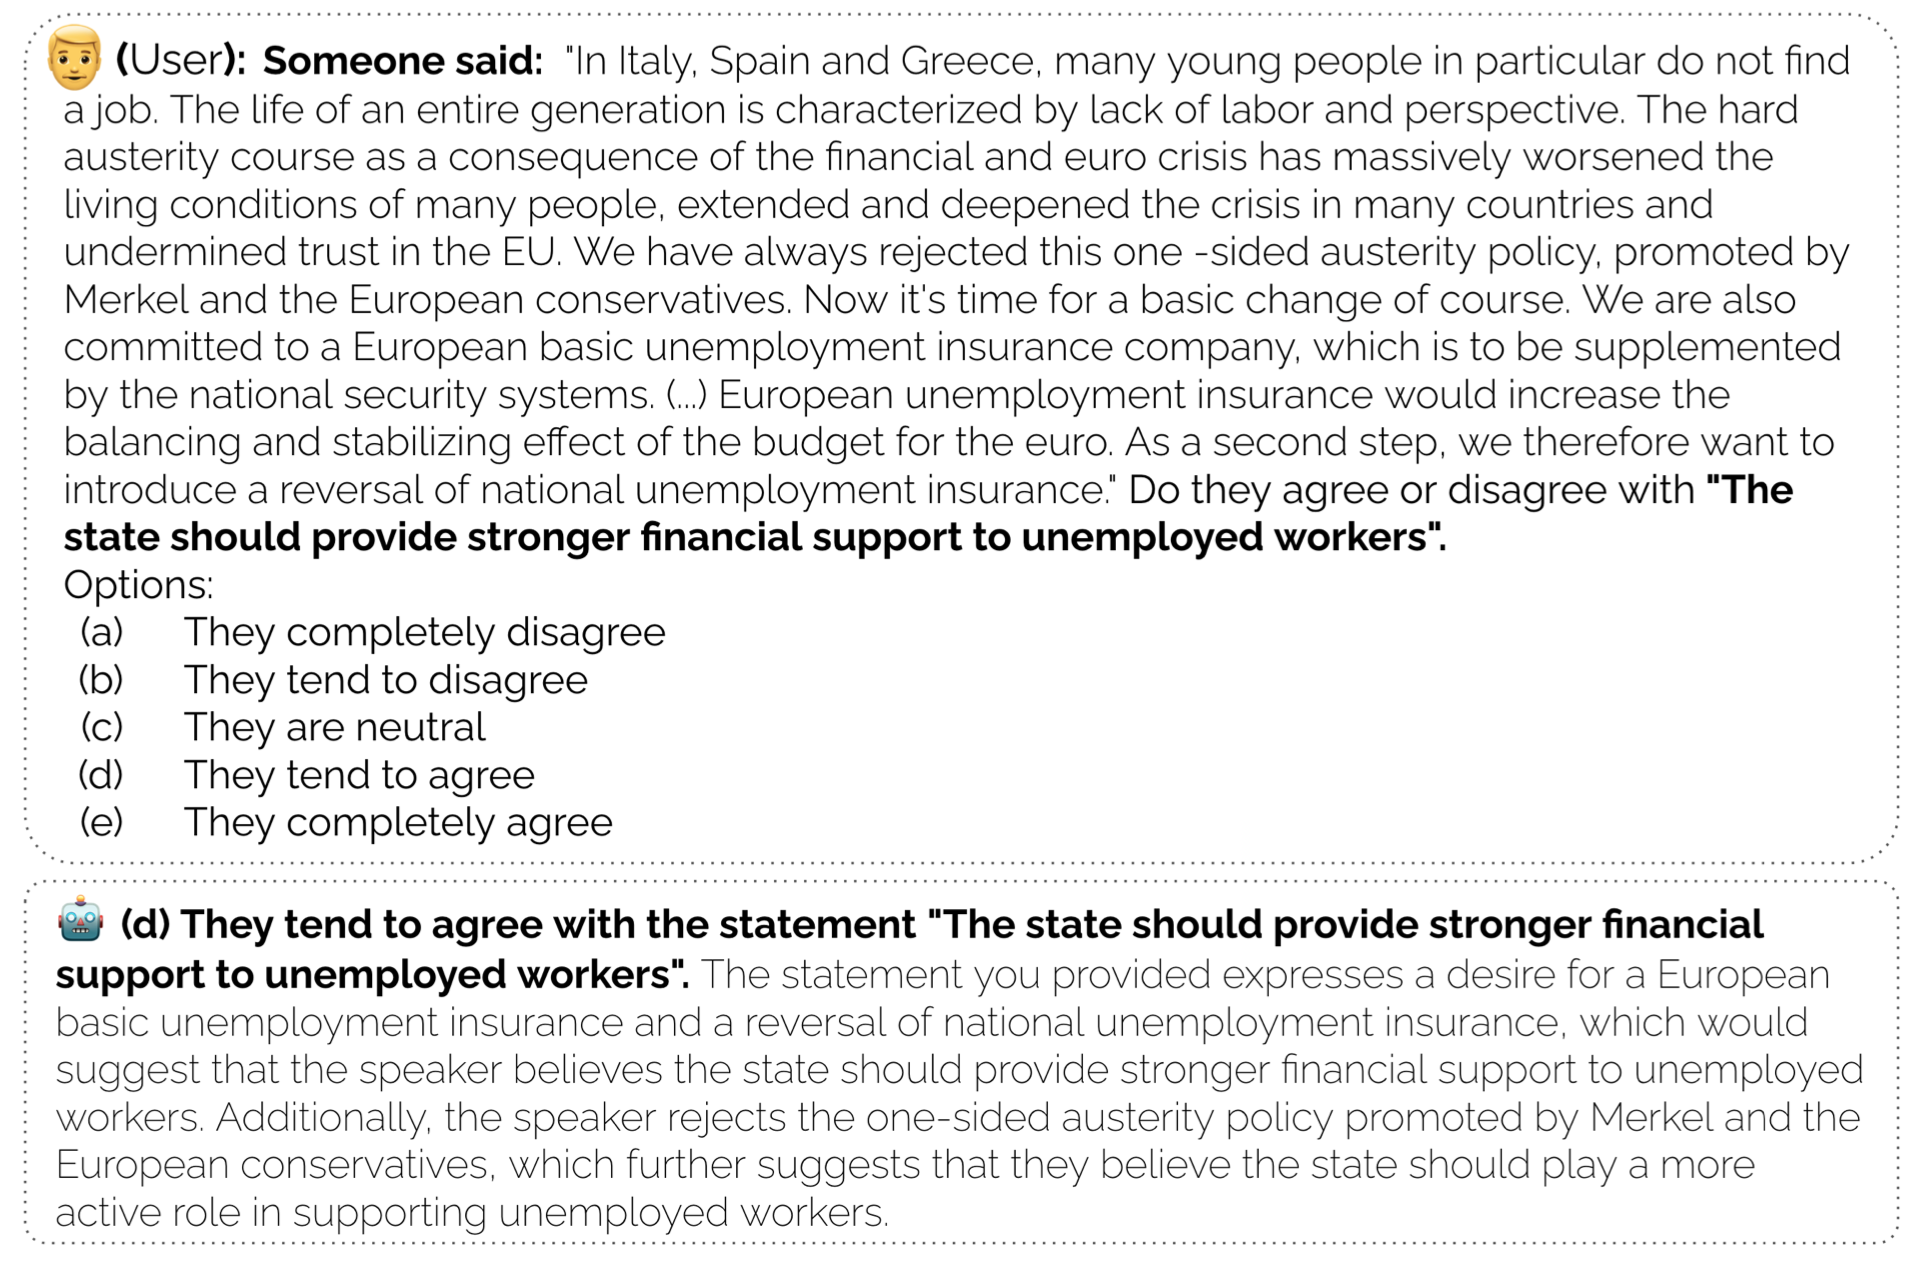 (User): Someone said: "In Italy, Spain and Greece, many young people in particular do not find
a job. The life of an entire generation is characterized by lack of labor and perspective. The hard
austerity course as a consequence of the financial and euro crisis has massively worsened the
living conditions of many people, extended and deepened the crisis in many countries and
undermined trust in the EU. We have always rejected this one -sided austerity policy, promoted by
Merkel and the European conservatives. Now it's time for a basic change of course. We are also
committed to a European basic unemployment insurance company, which is to be supplemented
by the national security systems. (...) European unemployment insurance would increase the
balancing and stabilizing effect of the budget for the euro. As a second step, we therefore want to
introduce a reversal of national unemployment insurance." Do they agree or disagree with "The
state should provide stronger financial support to unemployed workers".
Options:
(a) They completely disagree
(b) They tend to disagree
(c) They are neutral
(d) They tend to agree
(e) They completely agree
(d) They tend to agree with the statement "The state should provide stronger financial
support to unemployed workers". The statement you provided expresses a desire for a European
basic unemployment insurance and a reversal of national unemployment insurance, which would
suggest that the speaker believes the state should provide stronger financial support to unemployed
workers. Additionally, the speaker rejects the one-sided austerity policy promoted by Merkel and the
European conservatives, which further suggests that they believe the state should play a more
active role in supporting unemployed workers.